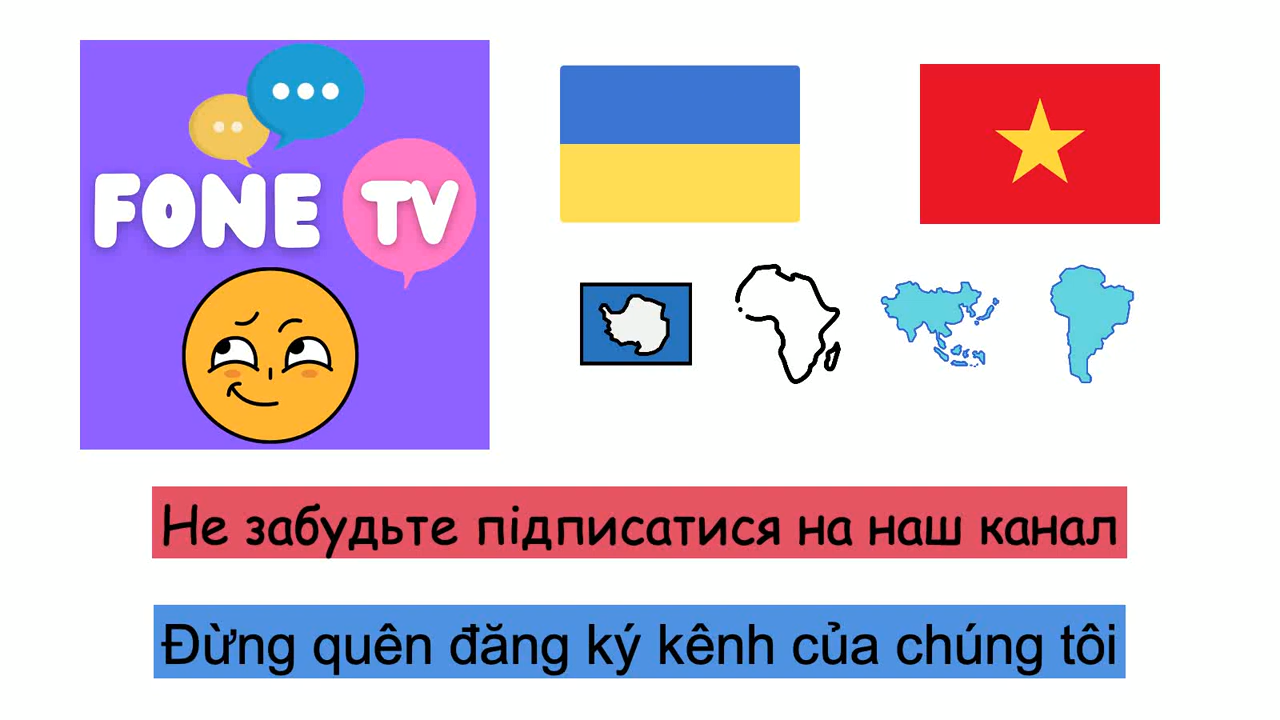 FONE TV
Не забудьте підписатися на наш канал
Đừng quên đăng ký kênh của chúng tôi